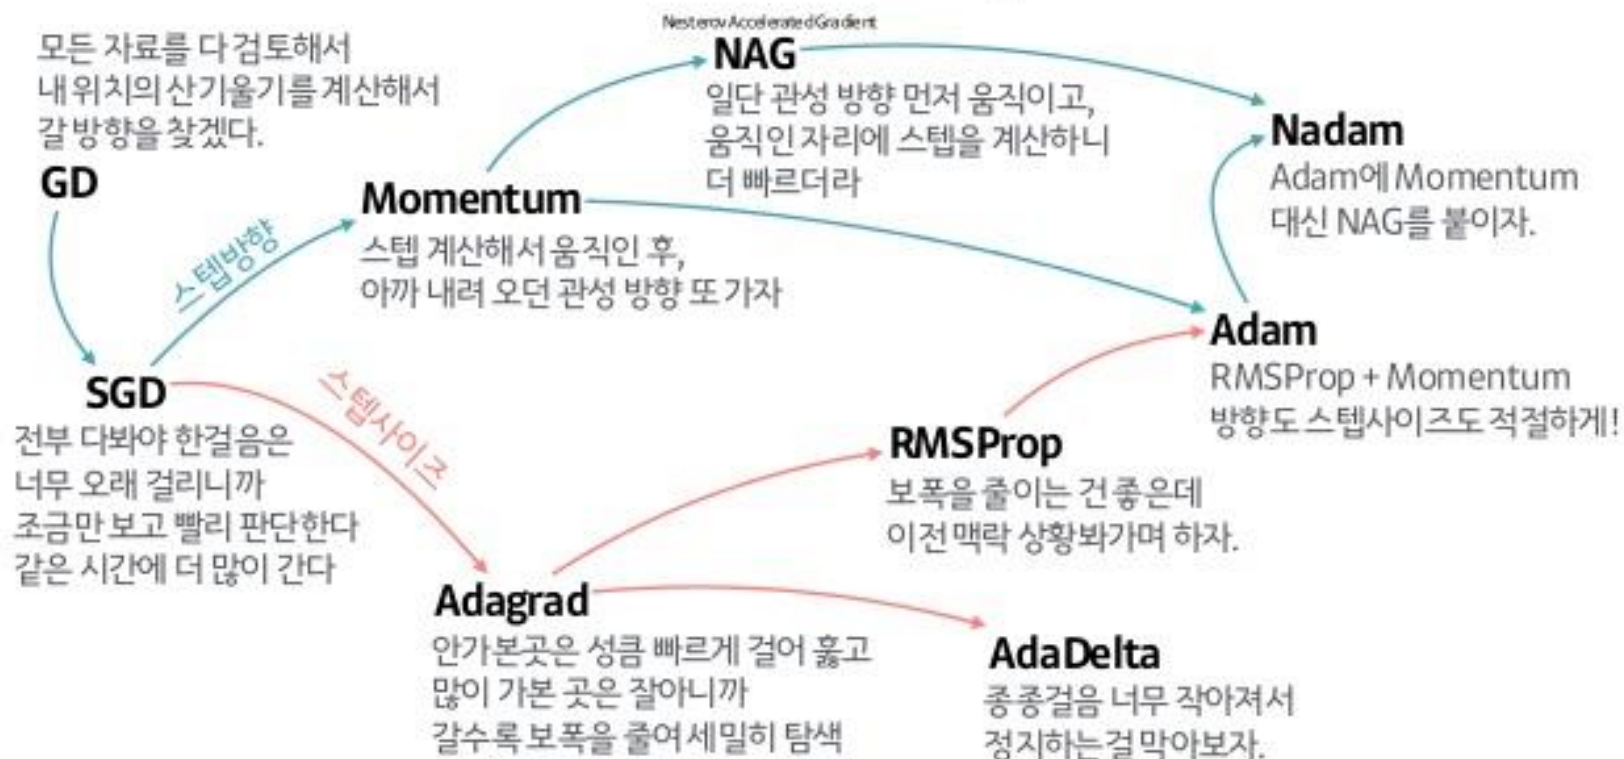 모든 자료를 다 검토해서
내 위치의 산기울기를 계산해서
갈 방향을 찾겠다.
GD
스텝방향
SGD
전부 다봐야 한걸음은
너무 오래 걸리니까
조금만 보고 빨리 판단한다
같은 시간에 더 많이 간다
Momentum
스텝 계산해서 움직인 후,
아까 내려 오던 관성 방향 또 가자
Nesterov Accelerated Gradient
NAG
일단 관성 방향 먼저 움직이고,
움직인 자리에 스텝을 계산하니
더 빠르더라
Nadam
Adam에 Momentum
대신 NAG를 붙이자.
Adam
RMSProp + Momentum
방향도 스텝사이즈도 적절하게!
스텝사이즈
Adagrad
안가본곳은 성큼 빠르게 걸어 훓고
많이 가본 곳은 잘아니까
갈수록 보폭을 줄여 세밀히 탐색
RMSProp
보폭을 줄이는 건 좋은데
이전 맥락 상황봐가며 하자.
AdaDelta
종종걸음 너무 작아져서
정지하는걸 막아보자.